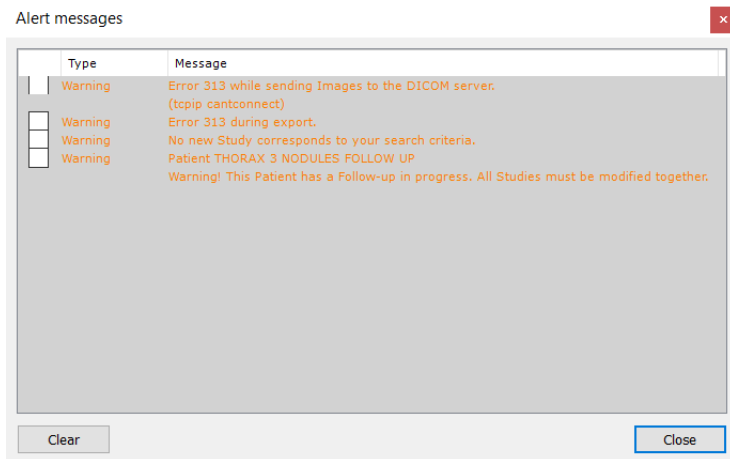 Alert messages
Type Message
Warning Error 313 while sending Images to the DICOM server.
(tcpip cantconnect)
Warning Error 313 during export.
Warning No new Study corresponds to your search criteria.
Warning Patient THORAX 3 NODULES FOLLOW UP
Warning! This Patient has a Follow-up in progress. All Studies must be modified together.
Clear Close